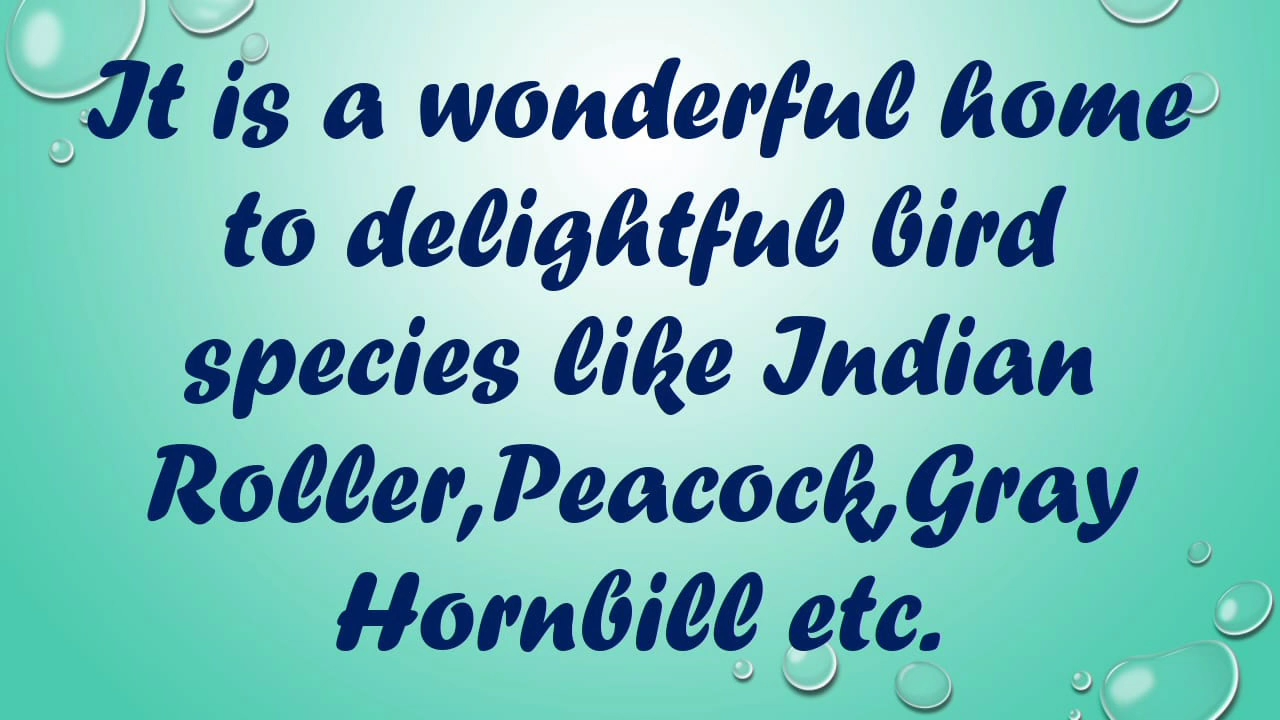 It is a wonderful home
to delightful bird
species like Indian
Roller,Peacock,Gray
Hornbill etc.